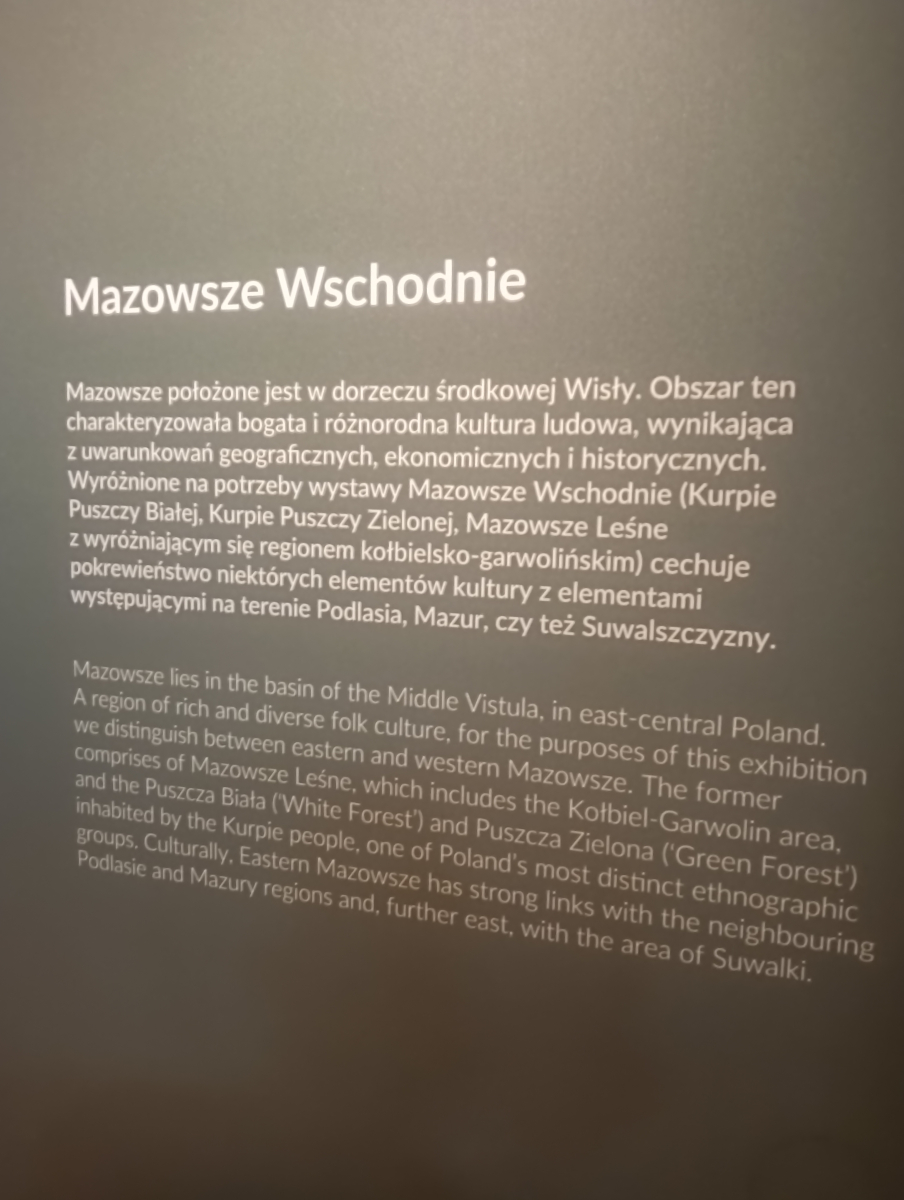 Mazowsze Wschodnie
Mazowsze położone jest w dorzeczu środkowej Wisły. Obszar ten
charakteryzowała bogata i różnorodna kultura ludowa, wynikająca
z uwarunkowań geograficznych, ekonomicznych i historycznych.
Wyróżnione na potrzeby wystawy Mazowsze Wschodnie (Kurpie
Puszczy Białej, Kurpie Puszczy Zielonej, Mazowsze Leśne
z wyróżniającym się regionem kołbielsko-garwolińskim) cechuje
pokrewieństwo niektórych elementów kultury z elementami
występującymi na terenie Podlasia, Mazur, czy też Suwalszczyzny.
Mazowsze lies in the basin of the Middle Vistula, in east-central Poland.
A region of rich and diverse folk culture, for the purposes of this exhibition
we distinguish between eastern and western Mazowsze. The former
comprises of Mazowsze Leśne, which includes the Kołbiel-Garwolin area,
and the Puszcza Biała (‘White Forest’) and Puszcza Zielona (‘Green Forest’)
inhabited by the Kurpie people, one of Poland's most distinct ethnographic
groups. Culturally, Eastern Mazowsze has strong links with the neighbouring
Podlasie and Mazury regions and, further east, with the area of Suwalki.